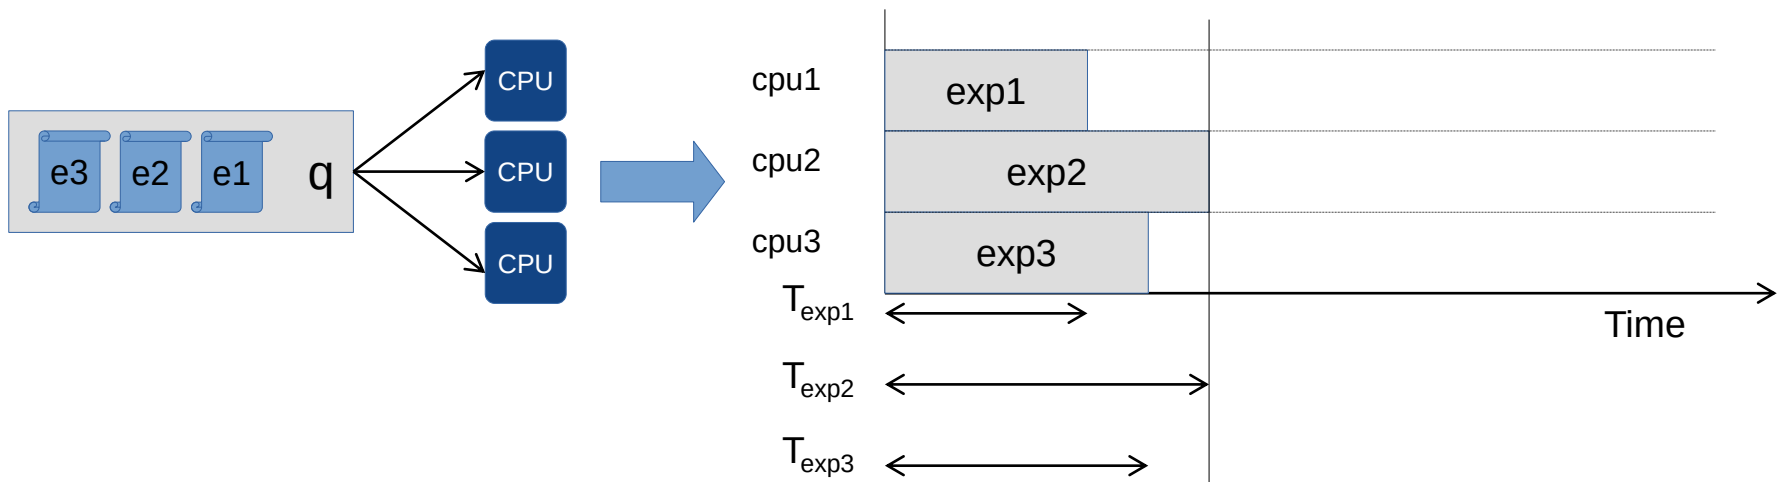 e3 e2 e1 q
CPU
CPU
CPU
cpu1
exp1
cpu2
exp2
cpu3
exp3
Texp1
Time
Texp2
Texp3